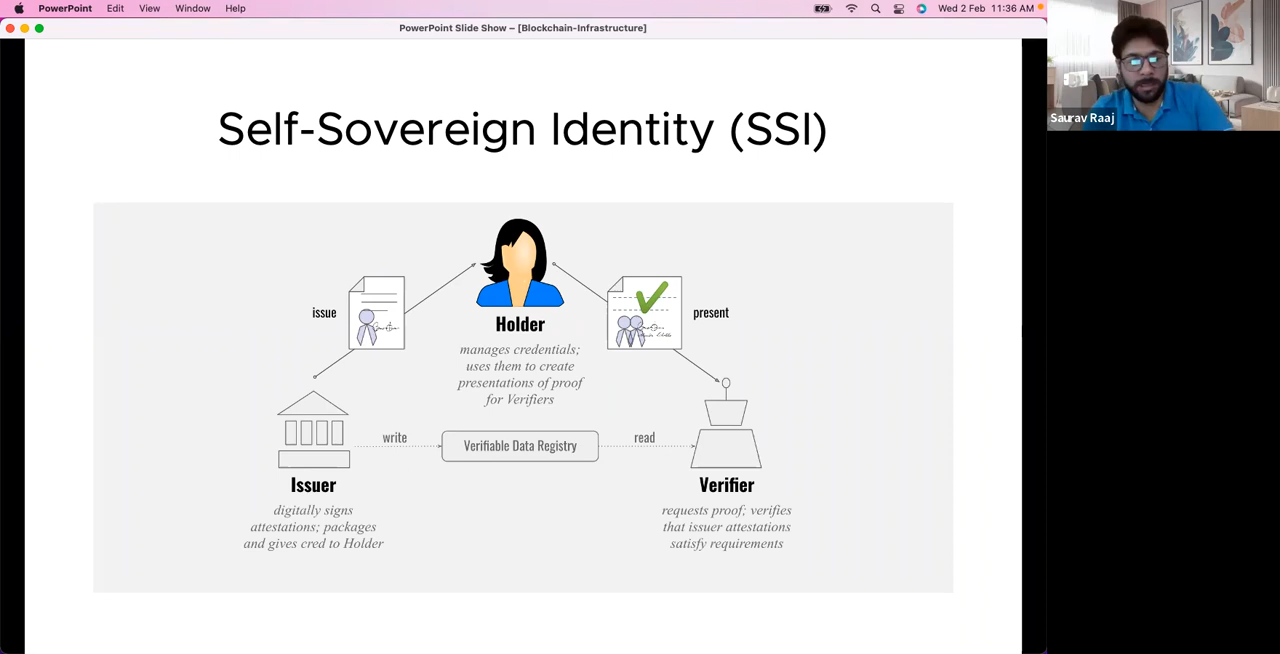 PowerPoint Edit View Window Help Wed 2 Feb 11:36 AM
PowerPoint Slide Show – [Blockchain-Infrastructure]
Saurav Raaj
Self-Sovereign Identity (SSI)
issue
present
Holder
manages credentials;
uses them to create
presentations of proof
for Verifiers
write
Verifiable Data Registry
read
Issuer
digitally signs
attestations; packages
and gives cred to Holder
Verifier
requests proof; verifies
that issuer attestations
satisfy requirements